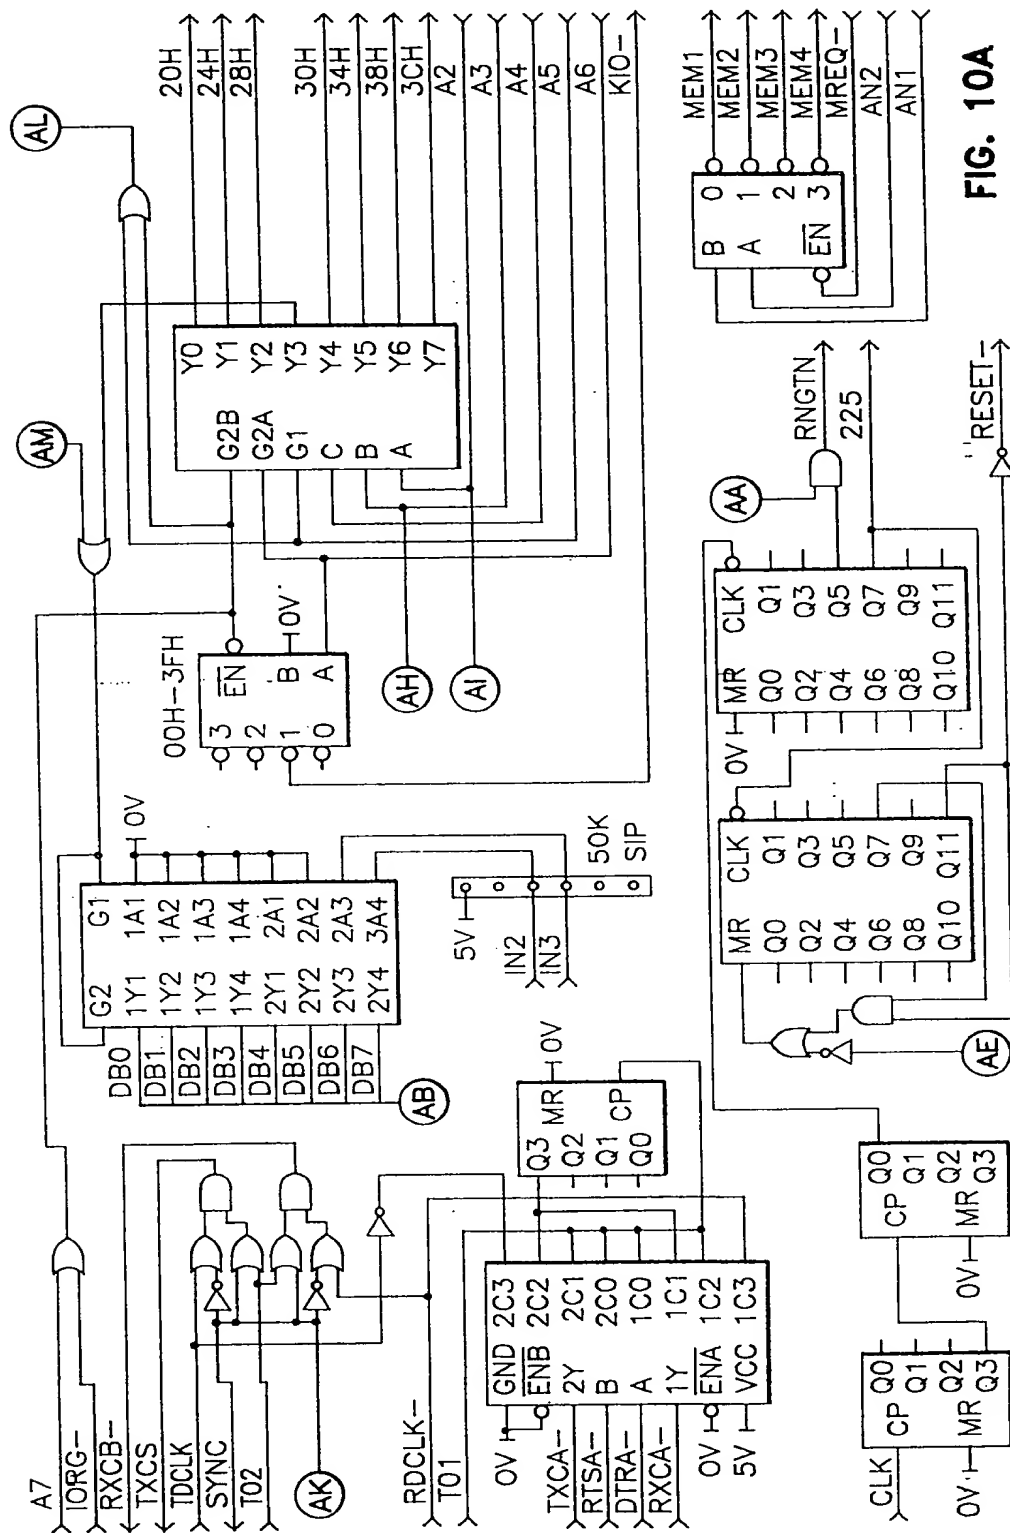 A7
IORG-
RXCB-
TXCS
TDCLK
SYNC
TO2
AK
RDCLK-
TO1
0V
TXCA-
RTSA-
DTRA-
RXCA-
0V
5V
GND 2C3
ENB 2C2
2Y 2C1
B 2C0
A 1C0
1Y 1C1
ENA 1C2
VCC 1C3
Q3 MR 0V
Q2
Q1 CP
Q0
CLK
0V
CP Q0
Q1
Q2
MR Q3
0V
CP Q0
Q1
Q2
MR Q3
DB0
DB1
DB2
DB3
DB4
DB5
DB6
DB7
AB
G2 G1
1Y1 1A1
1Y2 1A2
1Y3 1A3
1Y4 1A4
2Y1 2A1
2Y2 2A2
2Y3 2A3
2Y4 3A4
0V
5V
IN2
IN3
50K
SIP
AE
MR CLK
Q0 Q1
Q2 Q3
Q4 Q5
Q6 Q7
Q8 Q9
Q10 Q11
0V
MR CLK
Q0 Q1
Q2 Q3
Q4 Q5
Q6 Q7
Q8 Q9
Q10 Q11
AM
AL
00H-3FH
3 EN
2
1 B 0V
0 A
AH
AI
G2B
G2A
G1
C
B
A
Y0
Y1
Y2
Y3
Y4
Y5
Y6
Y7
20H
24H
28H
30H
34H
38H
3CH
A2
A3
A4
A5
A6
KIO-
AA
RNGTN
225
"RESET-
B 0
A 1
2
EN 3
MEM1
MEM2
MEM3
MEM4
MREQ-
AN2
AN1
FIG. 10A